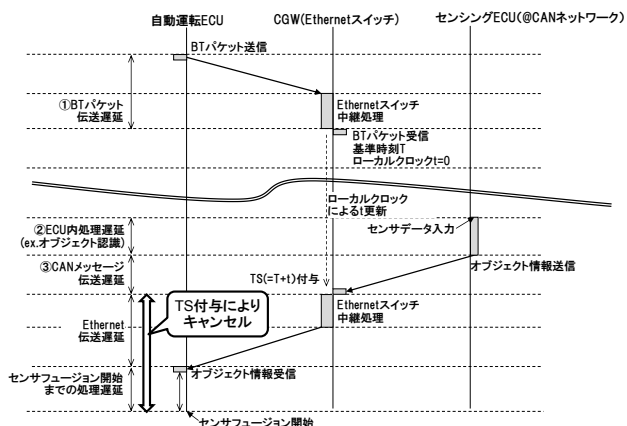 自動運転ECU
CGW(Ethernetスイッチ)
センシングECU(@CANネットワーク)
BTパケット送信
①BTパケット
伝送遅延
Ethernetスイッチ
中継処理
BTパケット受信
基準時刻T
ローカルクロックt=0
ローカルクロック
によるt更新
②ECU内処理遅延
(ex.オブジェクト認識)
センサデータ入力
③CANメッセージ
伝送遅延
オブジェクト情報送信
TS(=T+t)付与
TS付与により
キャンセル
Ethernetスイッチ
中継処理
Ethernet
伝送遅延
オブジェクト情報受信
センサフュージョン開始
までの処理遅延
センサフュージョン開始